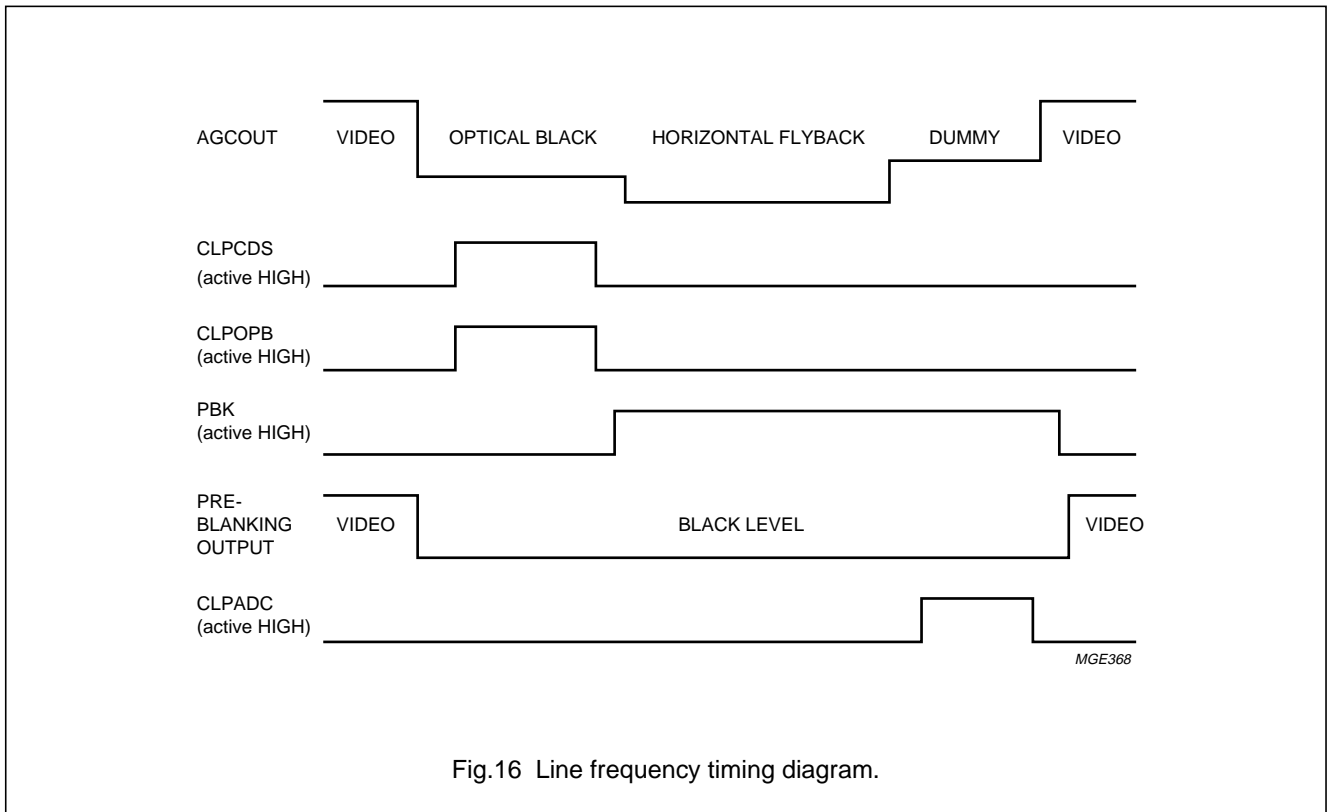 AGCOUT VIDEO OPTICAL BLACK HORIZONTAL FLYBACK DUMMY VIDEO
CLPCDS
(active HIGH)
CLPOPB
(active HIGH)
PBK
(active HIGH)
PRE-
BLANKING VIDEO BLACK LEVEL VIDEO
OUTPUT
CLPADC
(active HIGH)
MGE368
Fig.16 Line frequency timing diagram.